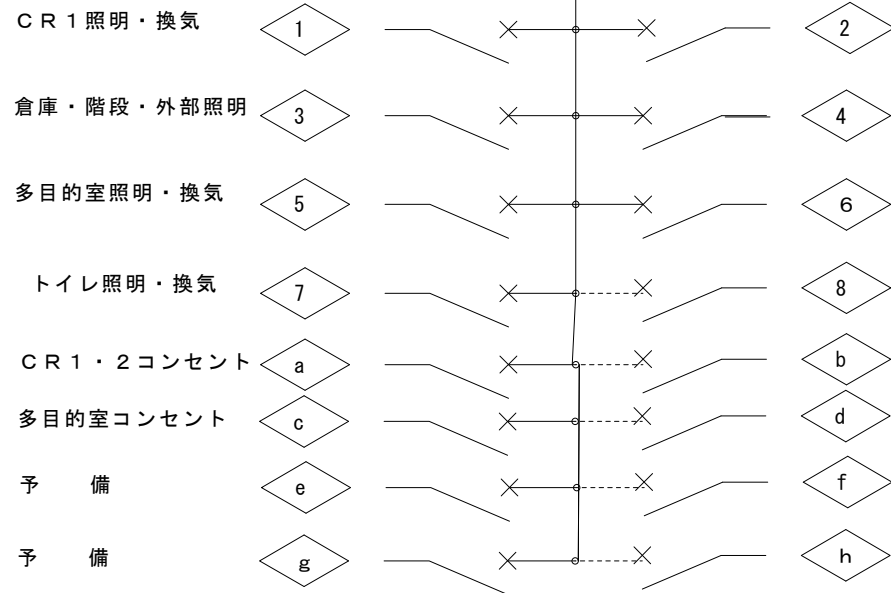 ＣＲ１照明・換気 1 2
倉庫・階段・外部照明 3 4
多目的室照明・換気 5 6
トイレ照明・換気 7 8
ＣＲ１・２コンセント a b
多目的室コンセント c d
予　備 e f
予　備 g h